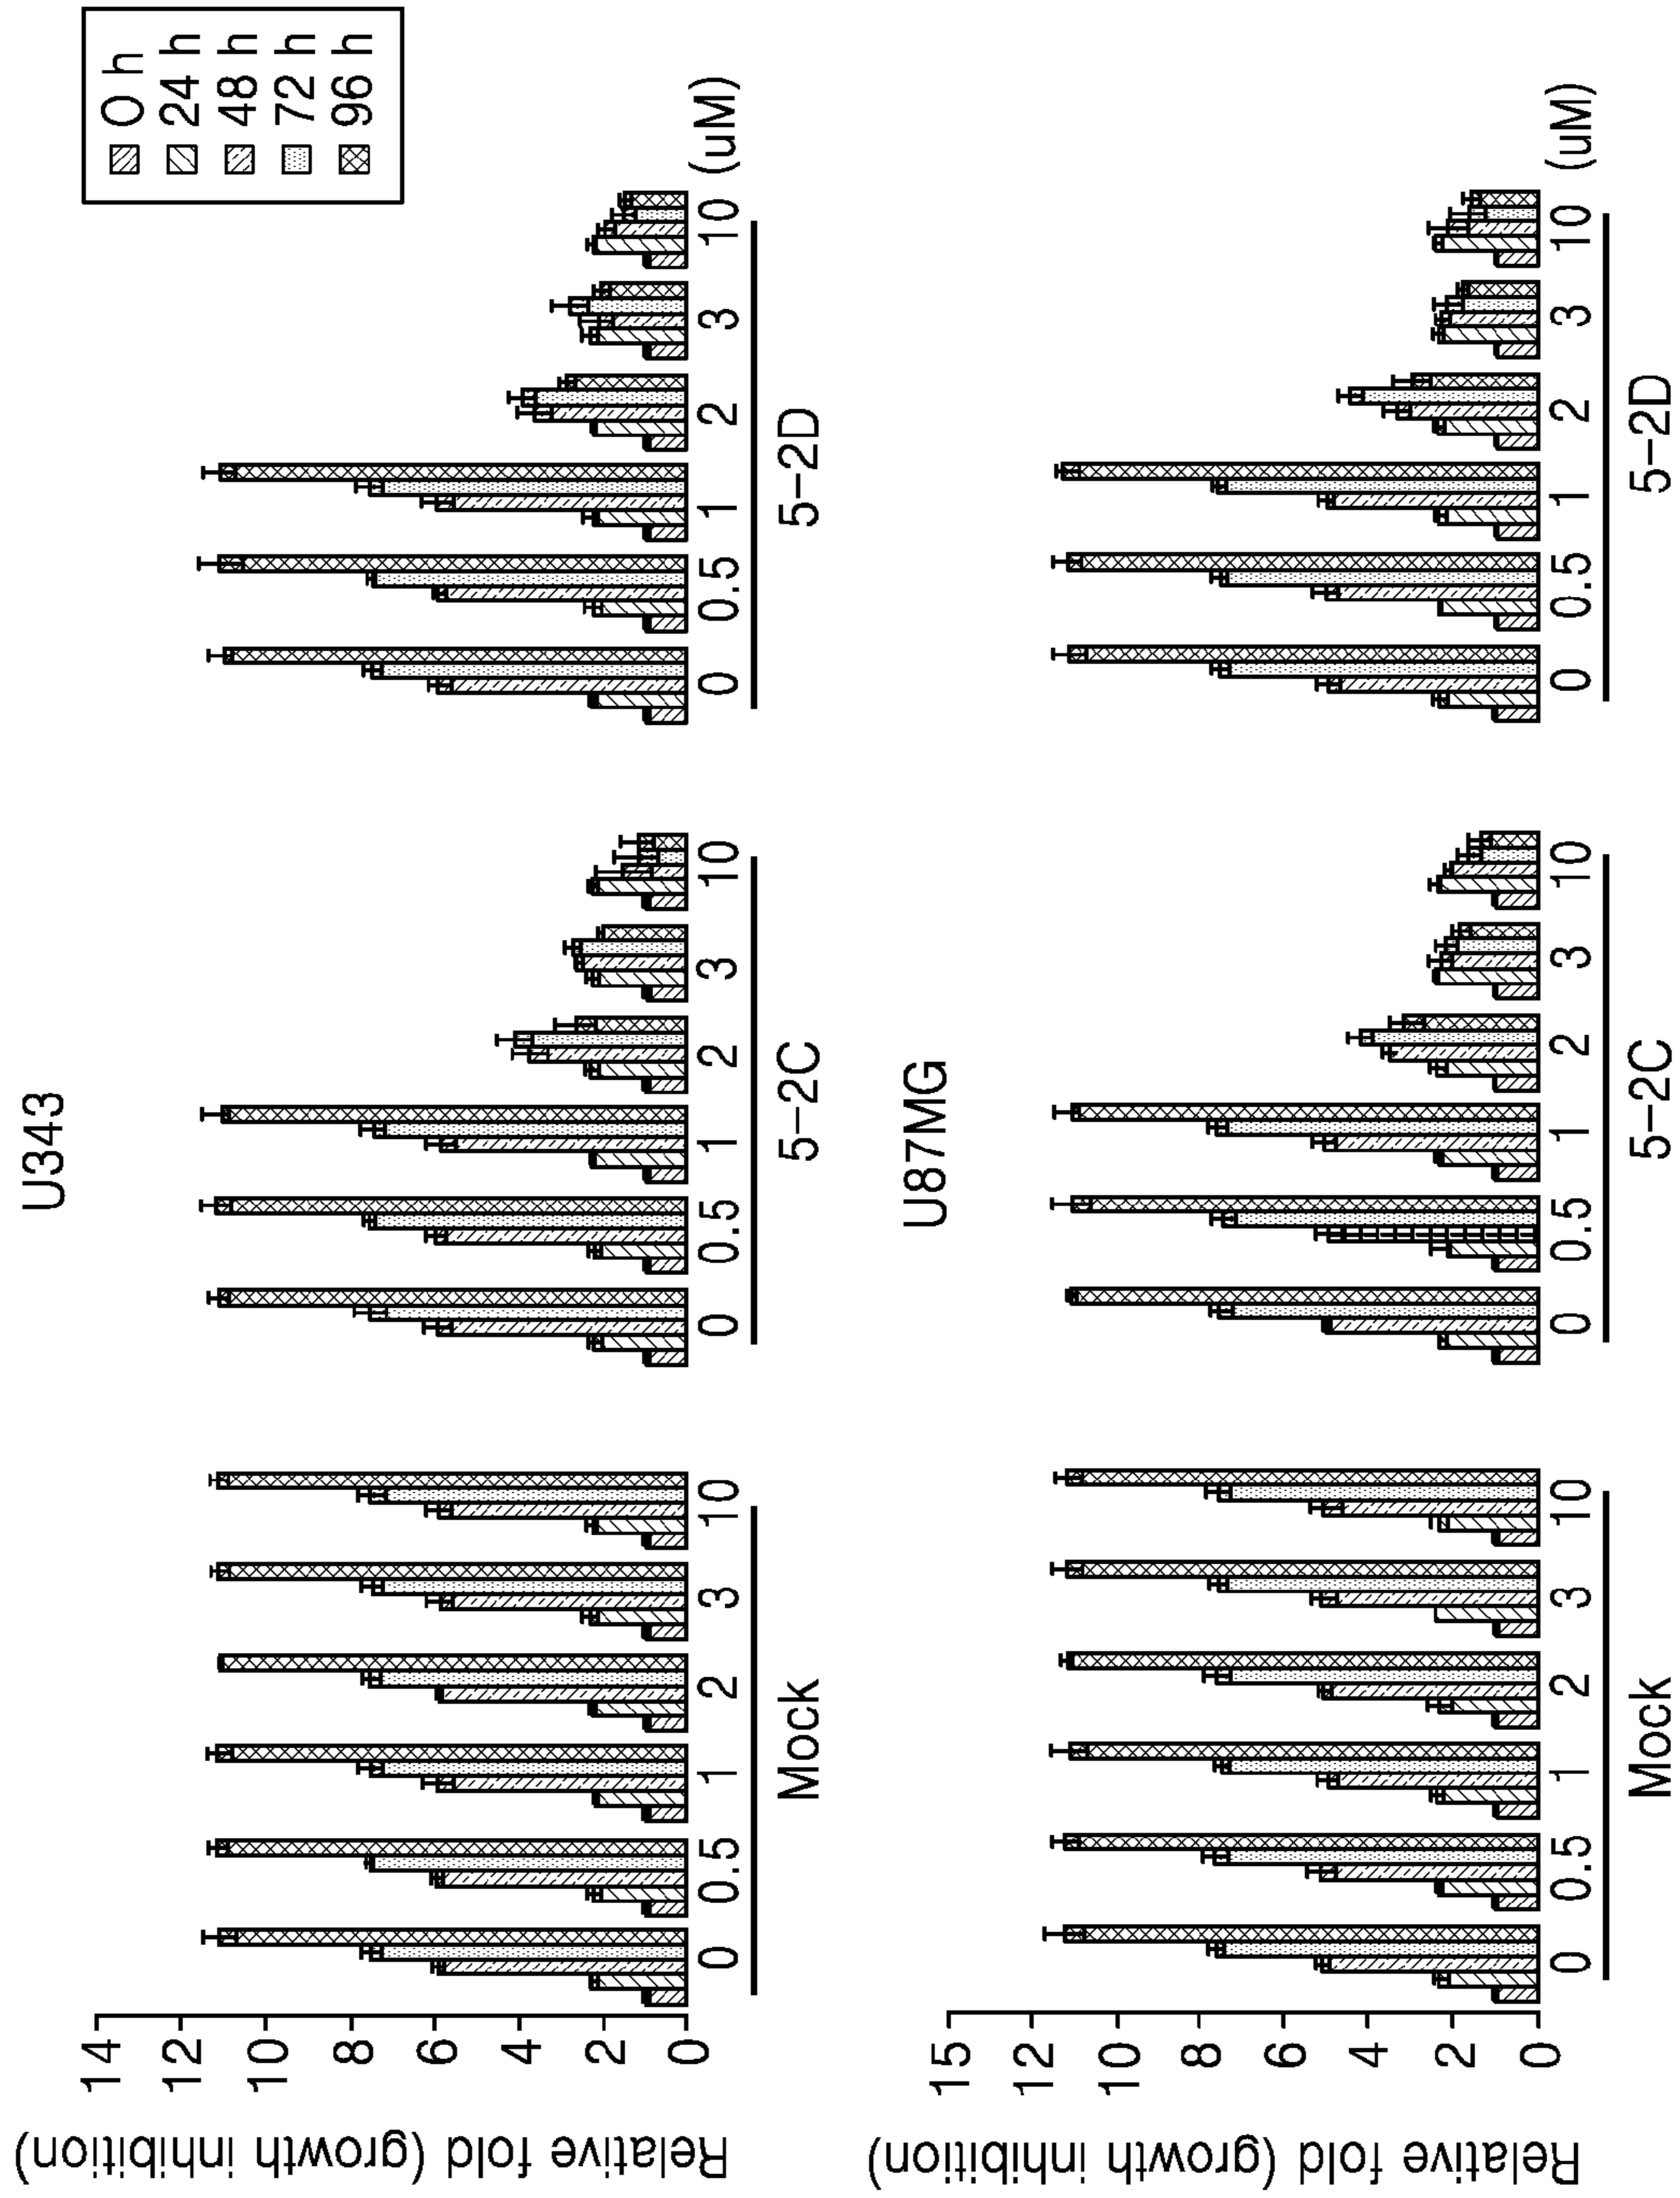 U343
0 h
24 h
48 h
72 h
96 h
Relative fold (growth inhibition)
14
12
10
8
6
4
2
0
0 0.5 1 2 3 10 0 0.5 1 2 3 10 0 0.5 1 2 3 10 (uM)
Mock 5-2C 5-2D
U87MG
Relative fold (growth inhibition)
15
12
10
8
6
4
2
0
0 0.5 1 2 3 10 0 0.5 1 2 3 10 0 0.5 1 2 3 10 (uM)
Mock 5-2C 5-2D